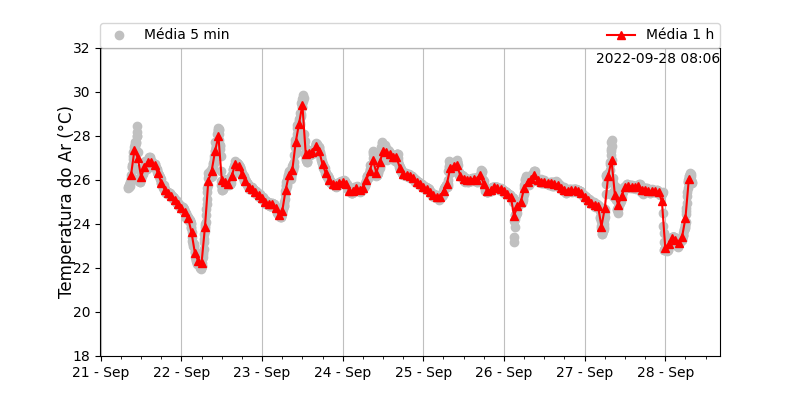 Média 5 min
Média 1 h
2022-09-28 08:06
Temperatura do Ar (°C)
32
30
28
26
24
22
20
18
21 - Sep
22 - Sep
23 - Sep
24 - Sep
25 - Sep
26 - Sep
27 - Sep
28 - Sep